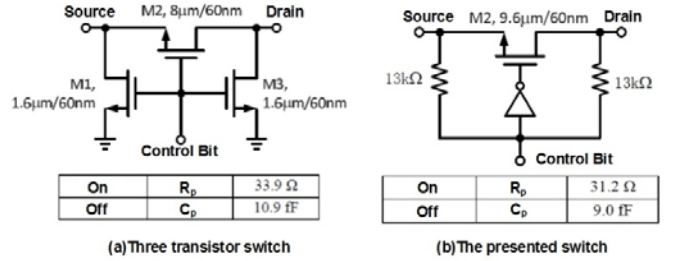 Source M2, 8μm/60nm Drain
M1,
1.6μm/60nm
M3,
1.6μm/60nm
Control Bit
On Rp 33.9 Ω
Off Cp 10.9 fF
(a)Three transistor switch
Source M2, 9.6μm/60nm Drain
13kΩ
13kΩ
Control Bit
On Rp 31.2 Ω
Off Cp 9.0 fF
(b)The presented switch